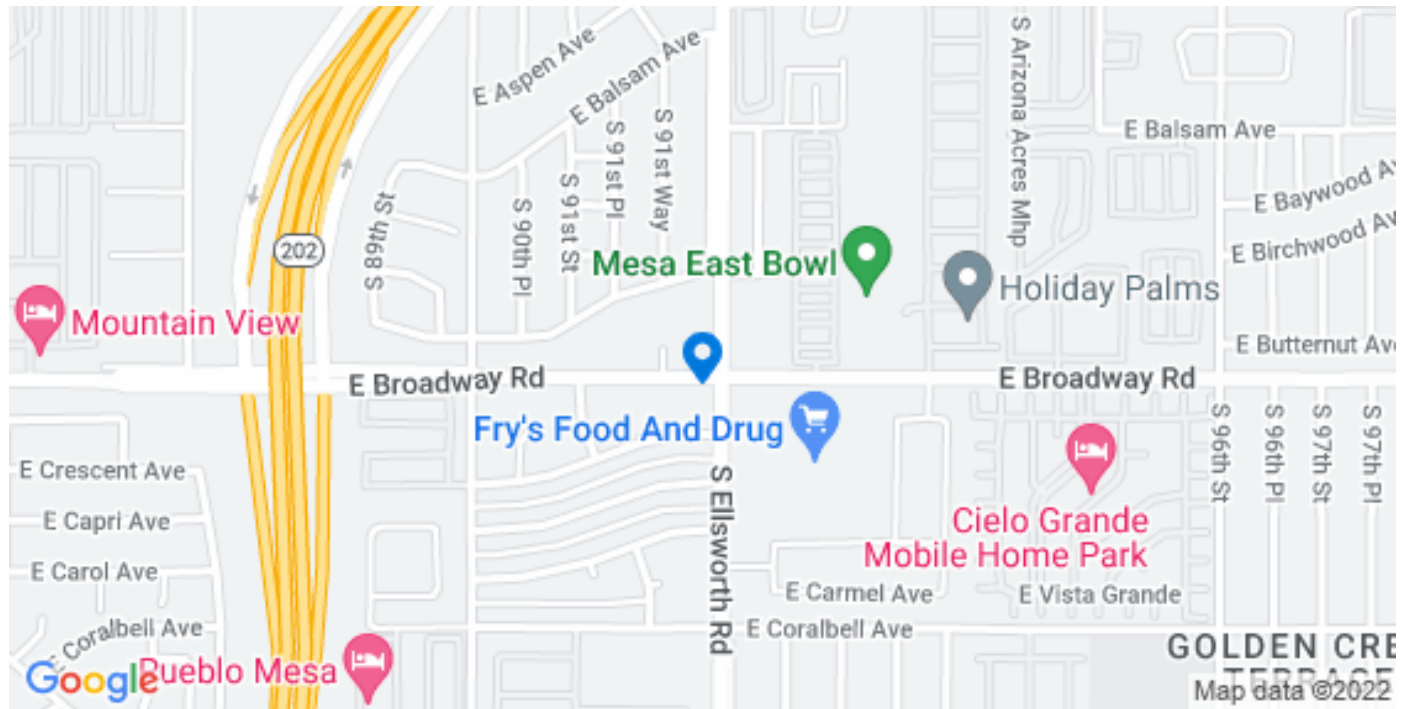 E Aspen Ave
E Balsam Ave
S Arizona Acres Mhp
E Balsam Ave
S 91st Way
S 91st Pl
S 91st St
S 90th Pl
S 89th St
202
E Baywood Av
E Birchwood Av
Mesa East Bowl
Holiday Palms
Mountain View
E Butternut Ave
E Broadway Rd
E Broadway Rd
Fry's Food And Drug
S 96th St
S 96th Pl
S 97th St
S 97th Pl
E Crescent Ave
S Ellsworth Rd
E Capri Ave
Cielo Grande
Mobile Home Park
E Carol Ave
E Carmel Ave
E Vista Grande
E Coralbell Ave
E Coralbell Ave
GOLDEN CRE
TERRACE
Pueblo Mesa
Google
Map data ©2022